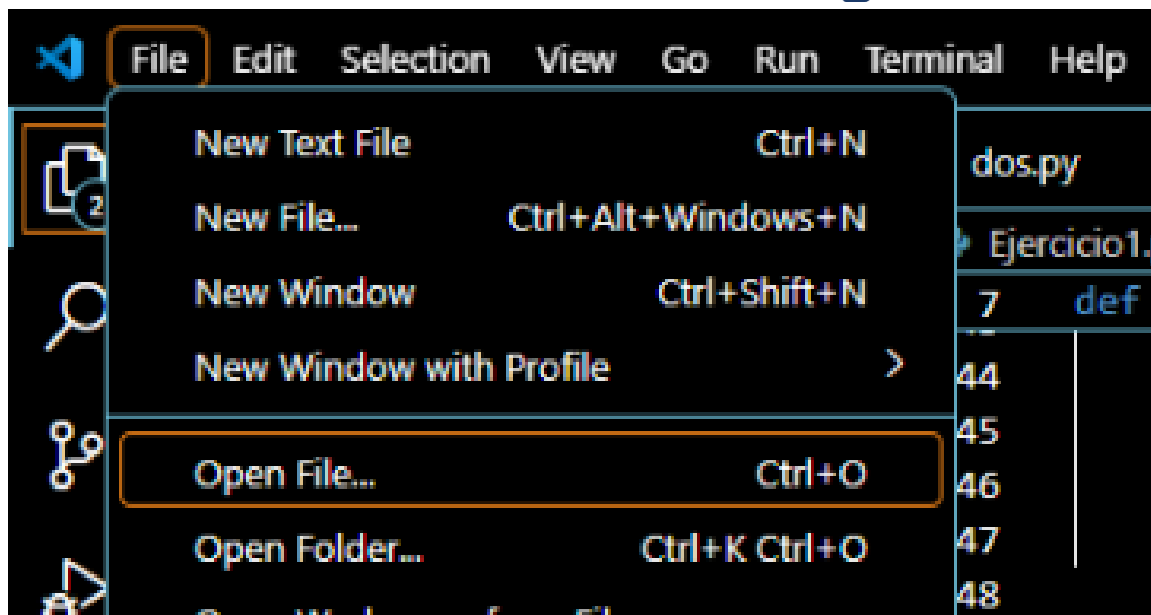 File Edit Selection View Go Run Terminal Help
New Text File Ctrl+N
New File... Ctrl+Alt+Windows+N
New Window Ctrl+Shift+N
New Window with Profile
Open File... Ctrl+O
Open Folder... Ctrl+K Ctrl+O
2
dos.py
Ejercicio1.
7 def
44
45
46
47
48